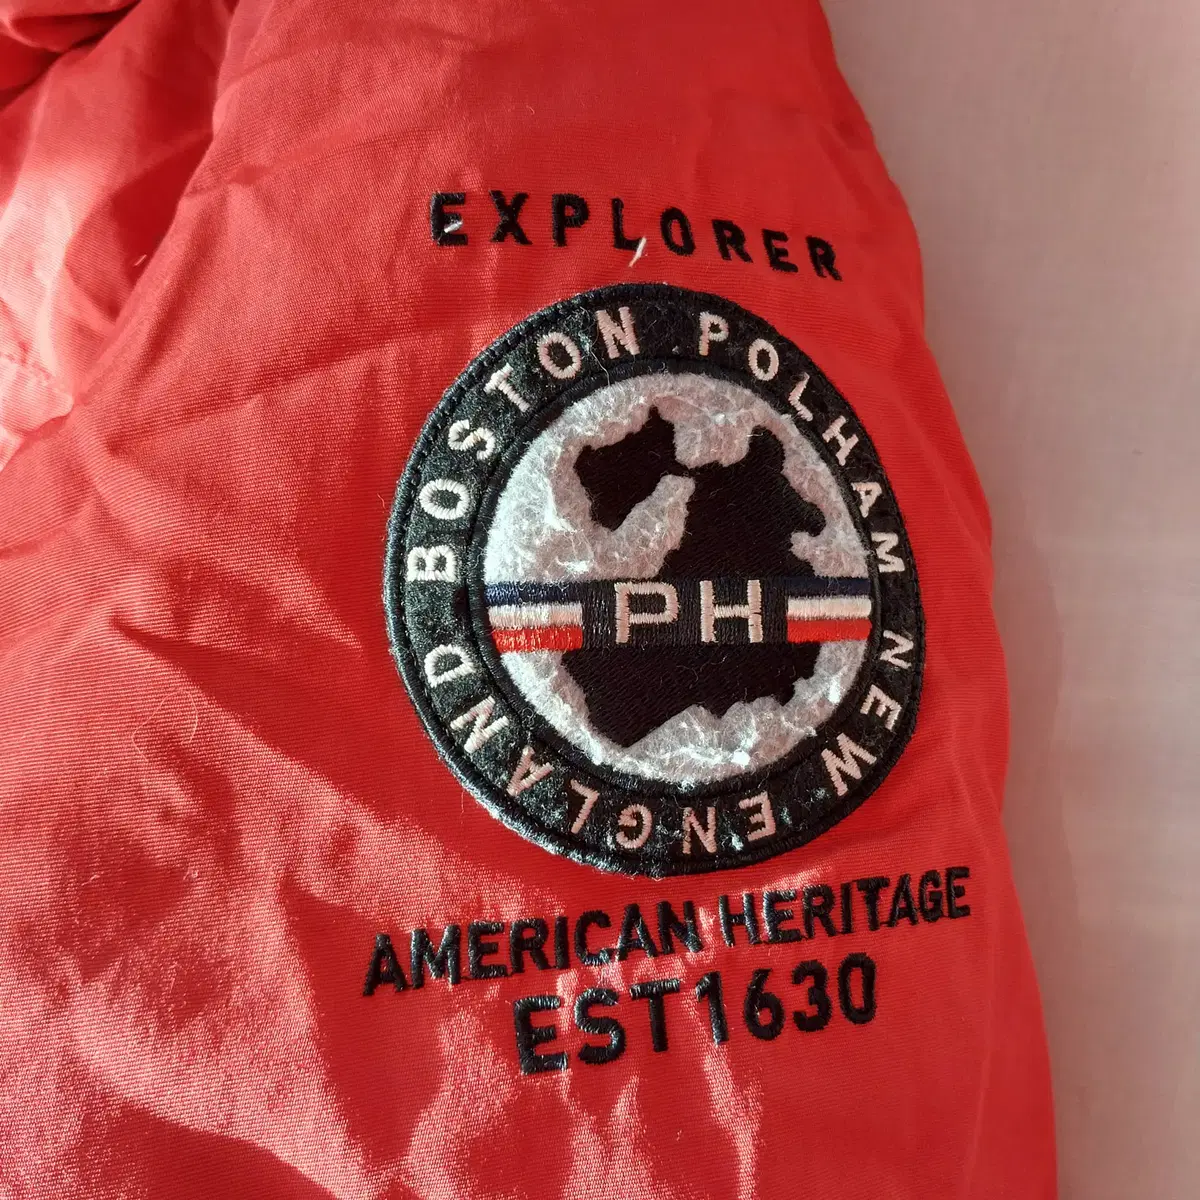 EXPLORER
BOSTON POLHAM NEW ENGLAND
PH
AMERICAN HERITAGE
EST1630